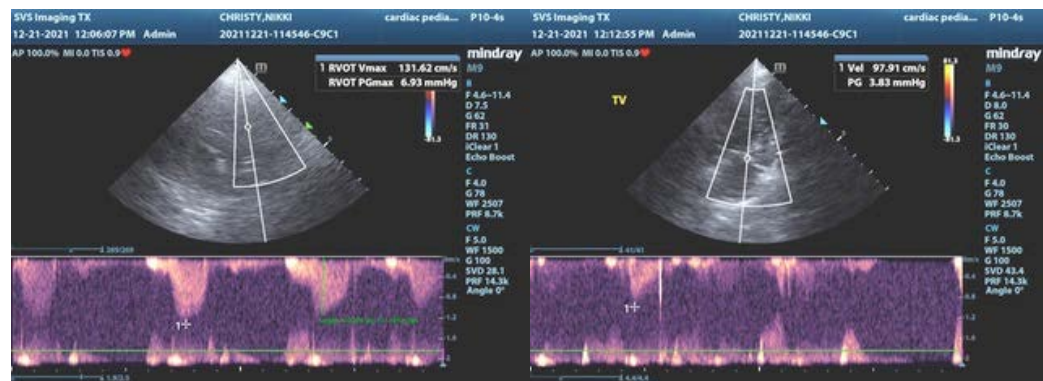 SVS Imaging TX CHRISTY,NIKKI cardiac pedia... P10-4s
12-21-2021 12:06:07 PM Admin 20211221-114546-C9C1
AP 100.0% MI 0.0 TIS 0.9
mindray
M9
1 RVOT Vmax 131.62 cm/s
RVOT PGmax 6.93 mmHg
B
F 4.6-11.4
D 7.5
G 62
FR 31
DR 130
iClear 1
Echo Boost
C
F 4.0
G 78
WF 2507
PRF 8.7k
CW
F 5.0
WF 1500
G 100
SVD 28.1
PRF 14.3k
Angle 0°
1
SVS Imaging TX CHRISTY,NIKKI cardiac pedia... P10-4s
12-21-2021 12:12:55 PM Admin 20211221-114546-C9C1
AP 100.0% MI 0.0 TIS 0.9
mindray
M9
1 Vel 97.91 cm/s
PG 3.83 mmHg
81.3
TV
B
F 4.6-11.4
D 8.0
G 62
FR 30
DR 130
iClear 1
Echo Boost
C
F 4.0
G 78
WF 2507
PRF 8.7k
CW
F 5.0
WF 1500
G 100
SVD 43.4
PRF 14.3k
Angle 0°
1